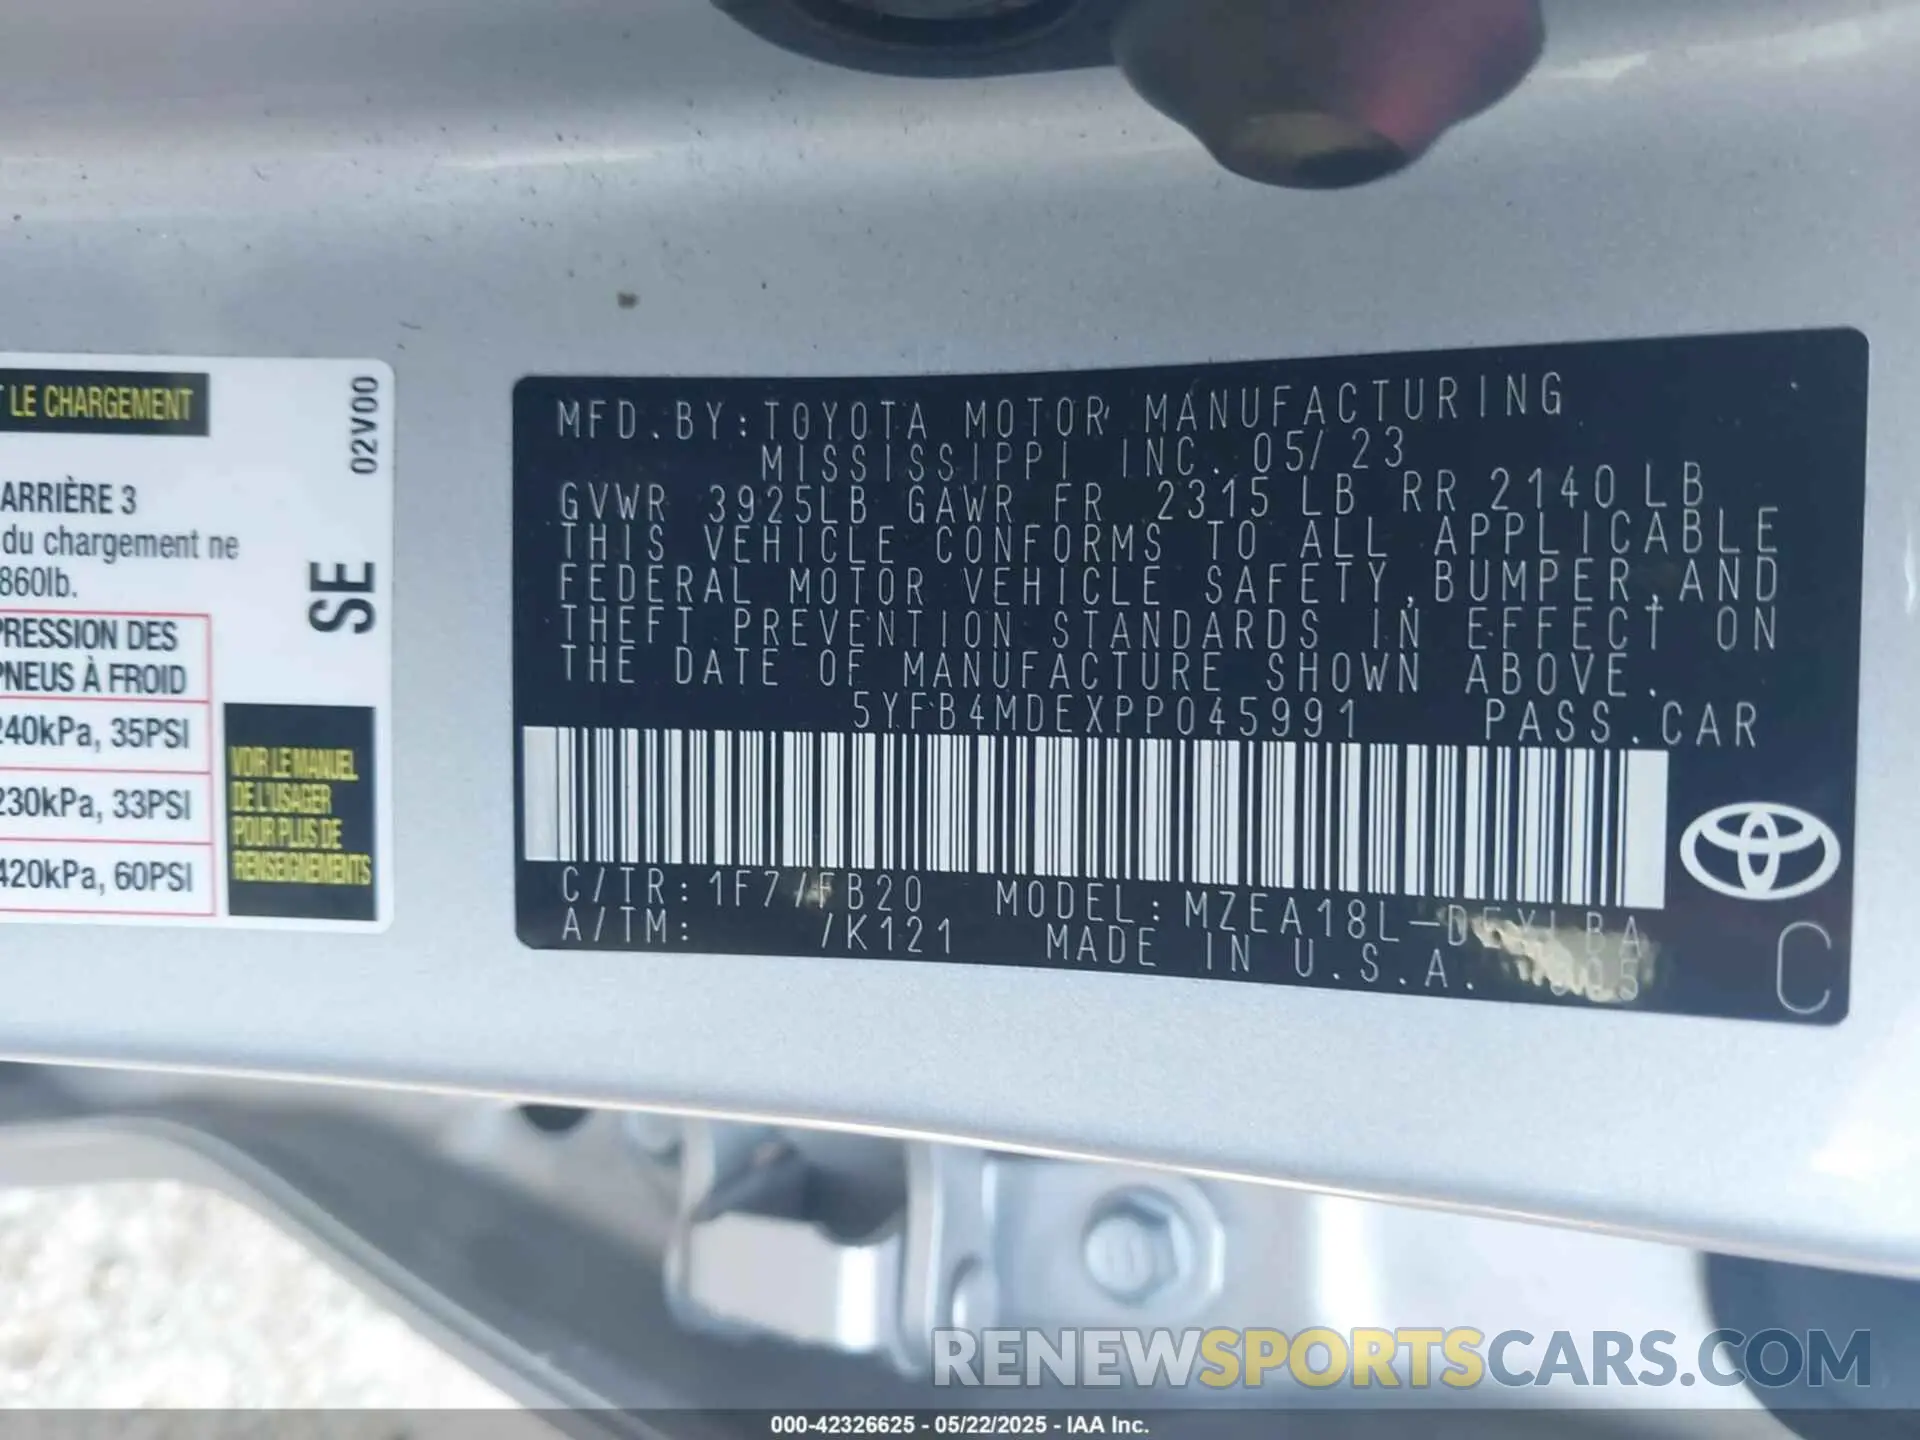 LE CHARGEMENT
02V00
ARRIÈRE 3
du chargement ne
860lb.
SE
PRESSION DES
PNEUS À FROID
240kPa, 35PSI
230kPa, 33PSI
420kPa, 60PSI
VOIR LE MANUEL
DE L'USAGER
POUR PLUS DE
RENSEIGNEMENTS
MFD.BY:TOYOTA MOTOR MANUFACTURING
MISSISSIPPI INC. 05/23
GVWR 3925LB GAWR FR 2315LB RR 2140LB
THIS VEHICLE CONFORMS TO ALL APPLICABLE
FEDERAL MOTOR VEHICLE SAFETY,BUMPER,AND
THEFT PREVENTION STANDARDS IN EFFECT ON
THE DATE OF MANUFACTURE SHOWN ABOVE.
5YFB4MDEXPP045991 PASS.CAR
C/TR:1F7/FB20 MODEL:MZEA18L-DEXLBA
A/TM: /K121 MADE IN U.S.A.
C
RENEWSPORTSCARS.COM
000-42326625 - 05/22/2025 - IAA Inc.